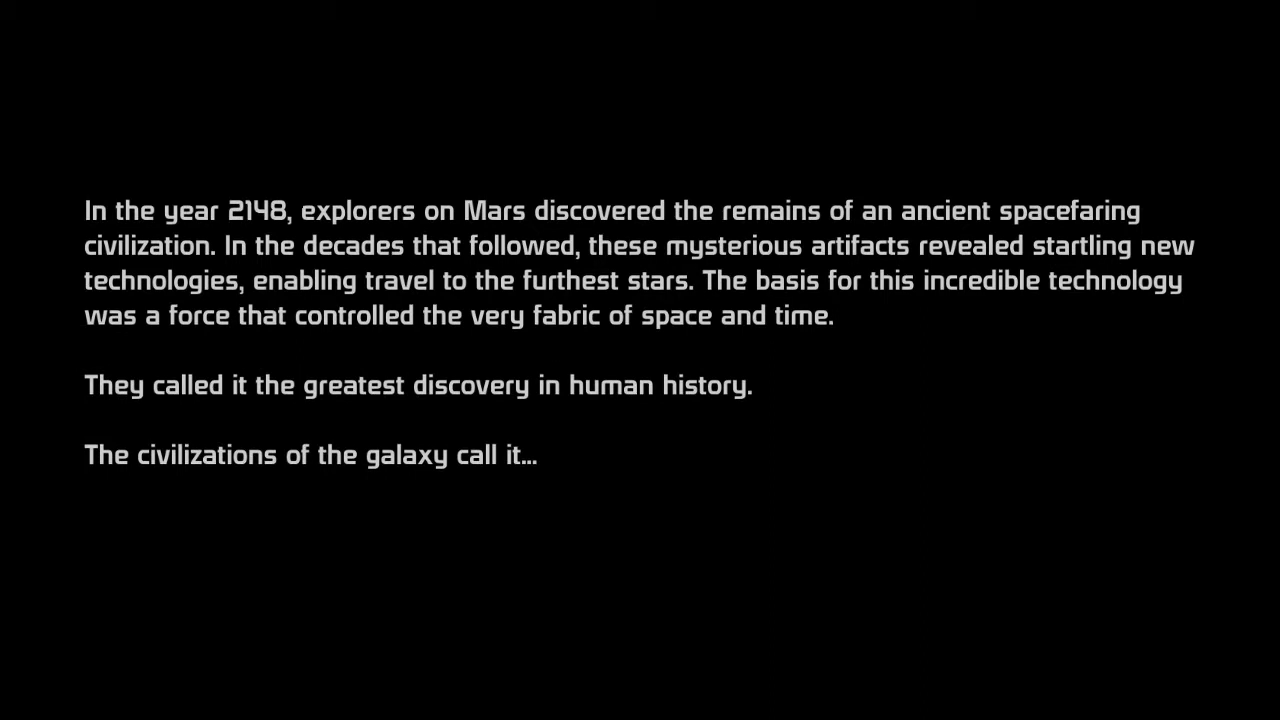 In the year 2148, explorers on Mars discovered the remains of an ancient spacefaring
civilization. In the decades that followed, these mysterious artifacts revealed startling new
technologies, enabling travel to the furthest stars. The basis for this incredible technology
was a force that controlled the very fabric of space and time.
They called it the greatest discovery in human history.
The civilizations of the galaxy call it...